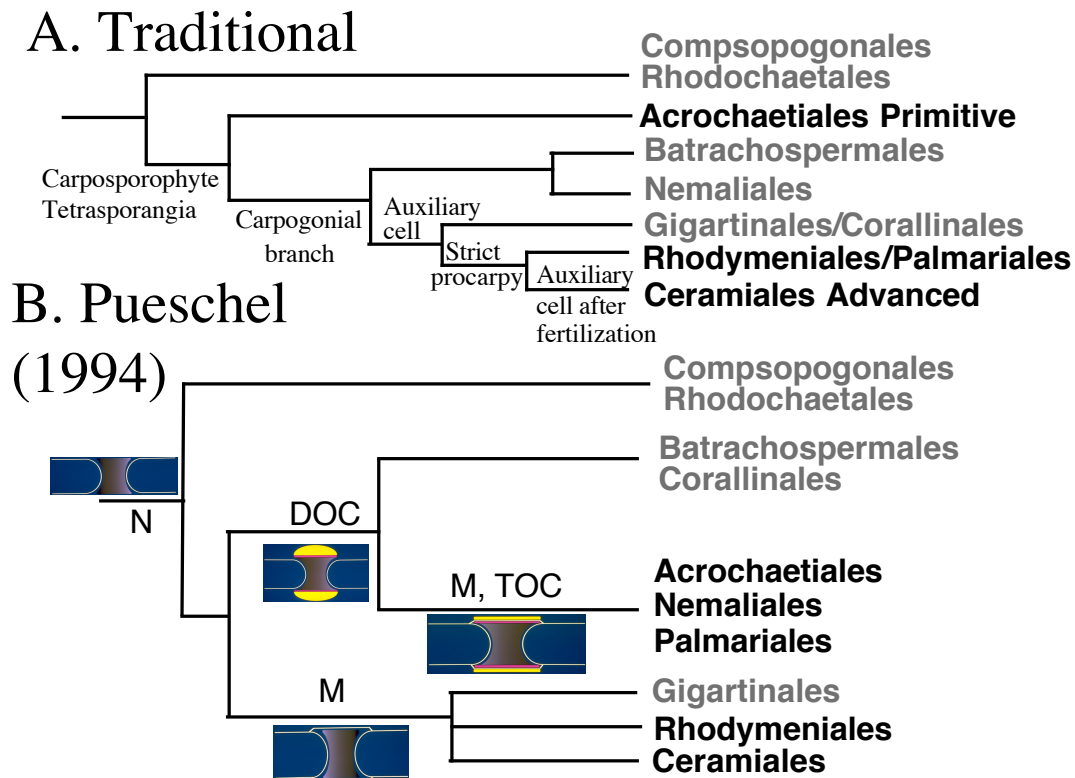 A. Traditional
Compsopogonales
Rhodochaetales
Acrochaetiales Primitive
Batrachospermales
Carposporophyte
Tetrasporangia
Nemaliales
Carpogonial
branch
Auxiliary
cell
Gigartinales/Corallinales
Strict
procarpy
Rhodymeniales/Palmariales
Auxiliary
cell after
fertilization
Ceramiales Advanced
B. Pueschel
(1994)
Compsopogonales
Rhodochaetales
Batrachospermales
Corallinales
N
DOC
M, TOC
Acrochaetiales
Nemaliales
Palmariales
M
Gigartinales
Rhodymeniales
Ceramiales